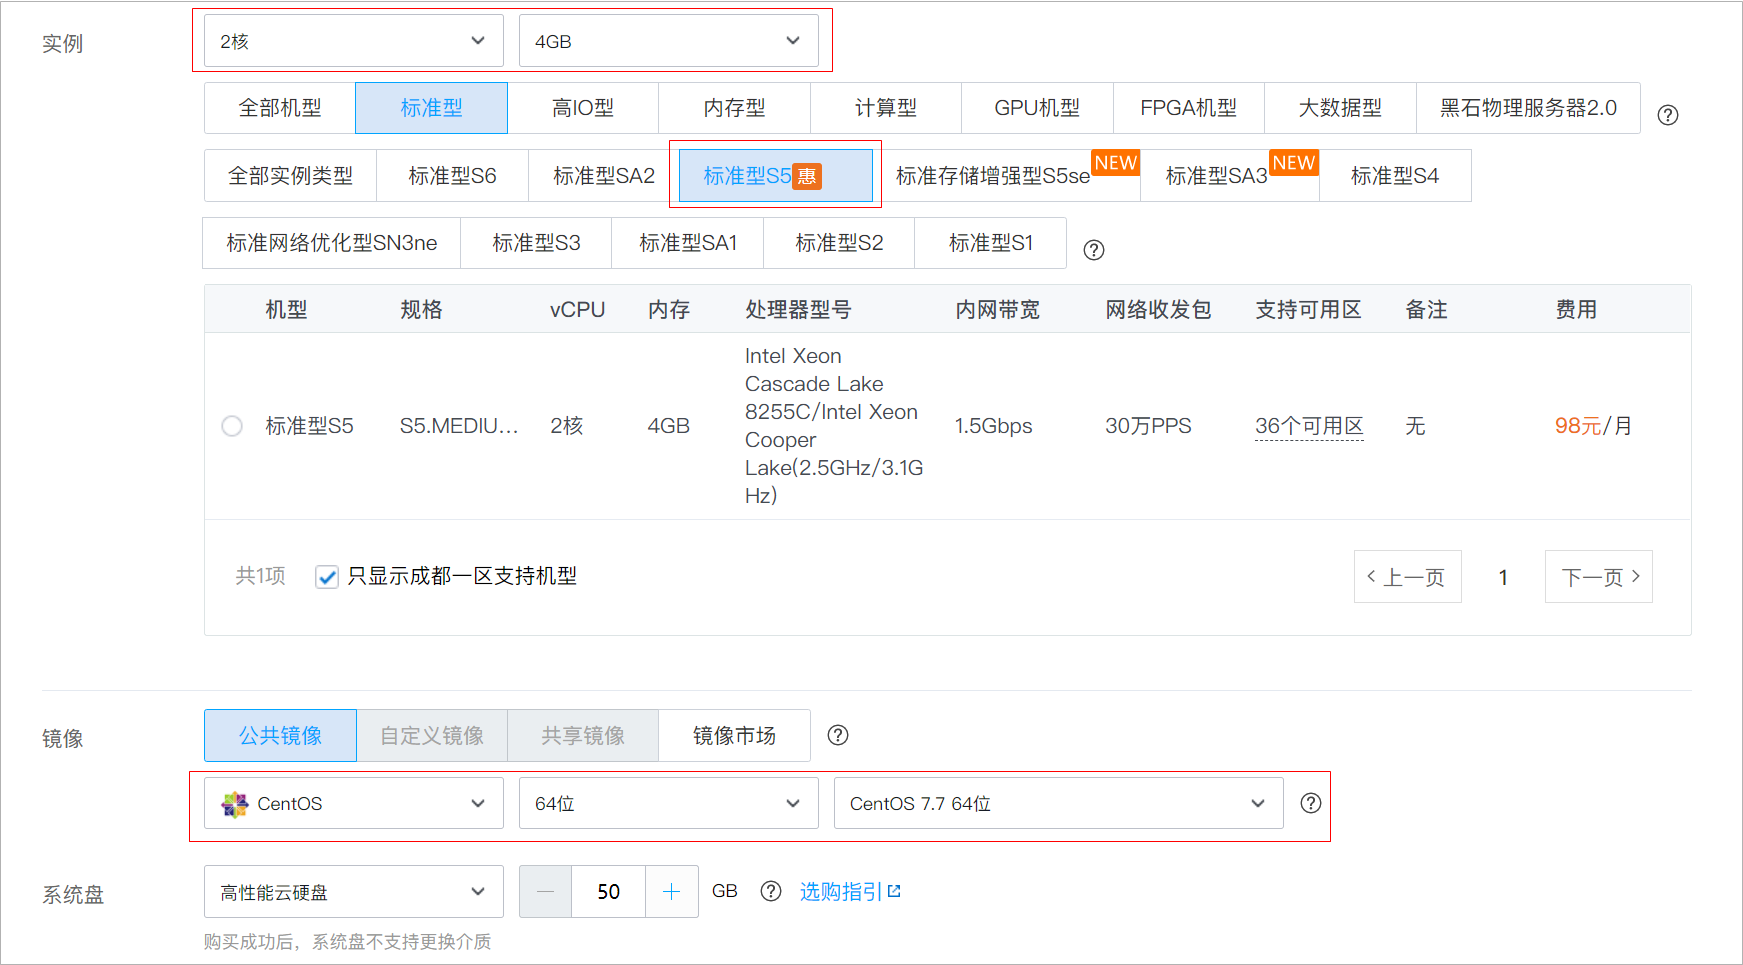 实例
2核
4GB
全部机型
标准型
高IO型
内存型
计算型
GPU机型
FPGA机型
大数据型
黑石物理服务器2.0
全部实例类型
标准型S6
标准型SA2
标准型S5 惠
标准存储增强型S5se NEW
标准型SA3 NEW
标准型S4
标准网络优化型SN3ne
标准型S3
标准型SA1
标准型S2
标准型S1
机型
规格
vCPU
内存
处理器型号
内网带宽
网络收发包
支持可用区
备注
费用
标准型S5
S5.MEDIU...
2核
4GB
Intel Xeon
Cascade Lake
8255C/Intel Xeon
Cooper
Lake(2.5GHz/3.1G
Hz)
1.5Gbps
30万PPS
36个可用区
无
98元/月
共1项
只显示成都一区支持机型
上一页
1
下一页
镜像
公共镜像
自定义镜像
共享镜像
镜像市场
CentOS
64位
CentOS 7.7 64位
系统盘
高性能云硬盘
50
GB
选购指引
购买成功后，系统盘不支持更换介质